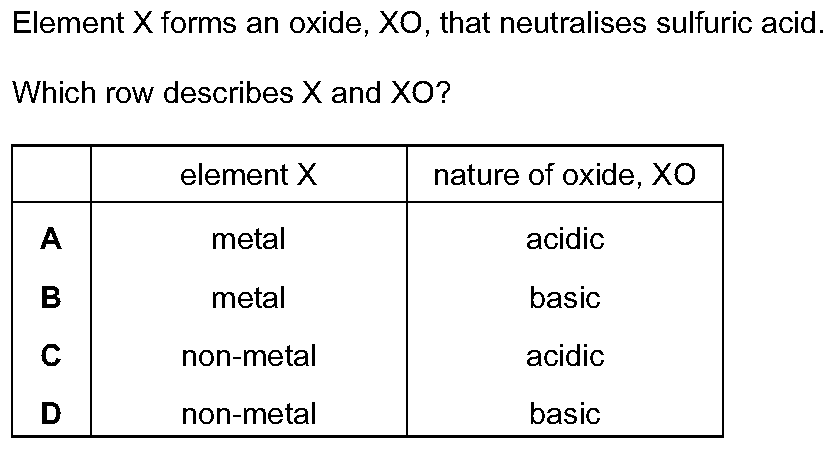 Element X forms an oxide, XO, that neutralises sulfuric acid.
Which row describes X and XO?
element X nature of oxide, XO
A metal acidic
B metal basic
C non-metal acidic
D non-metal basic